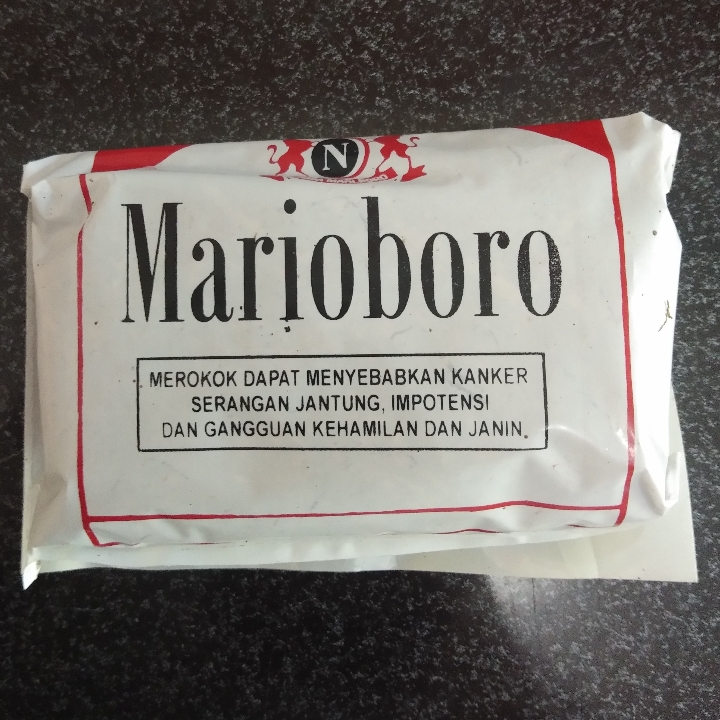 N
Marioboro
MEROKOK DAPAT MENYEBABKAN KANKER
SERANGAN JANTUNG, IMPOTENSI
DAN GANGGUAN KEHAMILAN DAN JANIN.